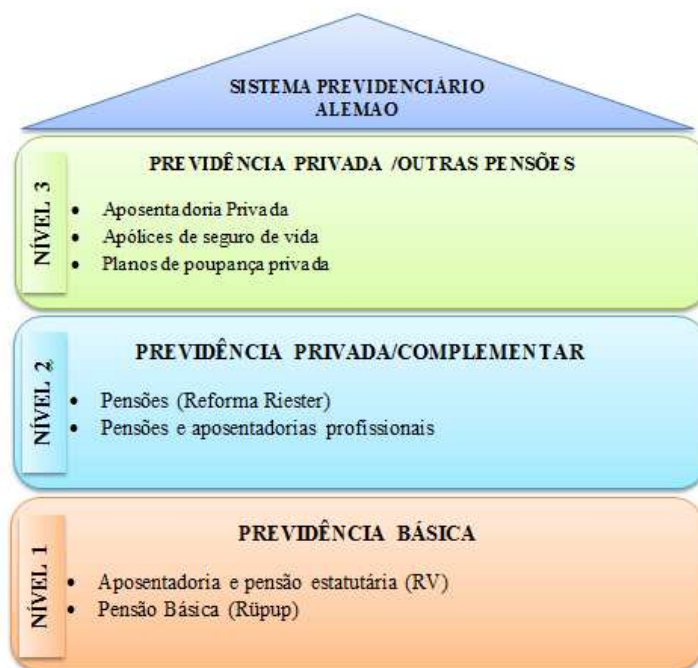 SISTEMA PREVIDENCIÁRIO
ALEMAO
NÍVEL 3
PREVIDÊNCIA PRIVADA /OUTRAS PENSÕES
• Aposentadoria Privada
• Apólices de seguro de vida
• Planos de poupança privada
NÍVEL 2
PREVIDÊNCIA PRIVADA/COMPLEMENTAR
• Pensões (Reforma Riester)
• Pensões e aposentadorias profissionais
NÍVEL 1
PREVIDÊNCIA BÁSICA
• Aposentadoria e pensão estatutária (RV)
• Pensão Básica (Rüpup)